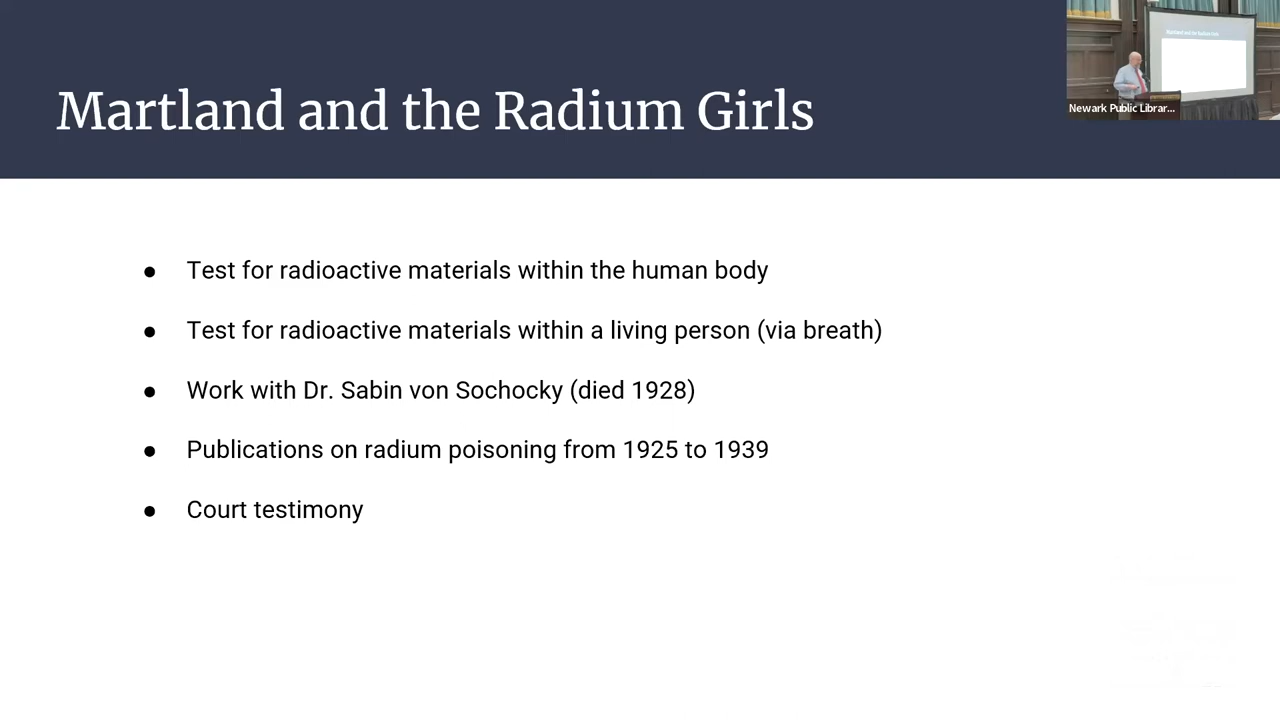 Martland and the Radium Girls
Newark Public Librar...
● Test for radioactive materials within the human body
● Test for radioactive materials within a living person (via breath)
● Work with Dr. Sabin von Sochocky (died 1928)
● Publications on radium poisoning from 1925 to 1939
● Court testimony